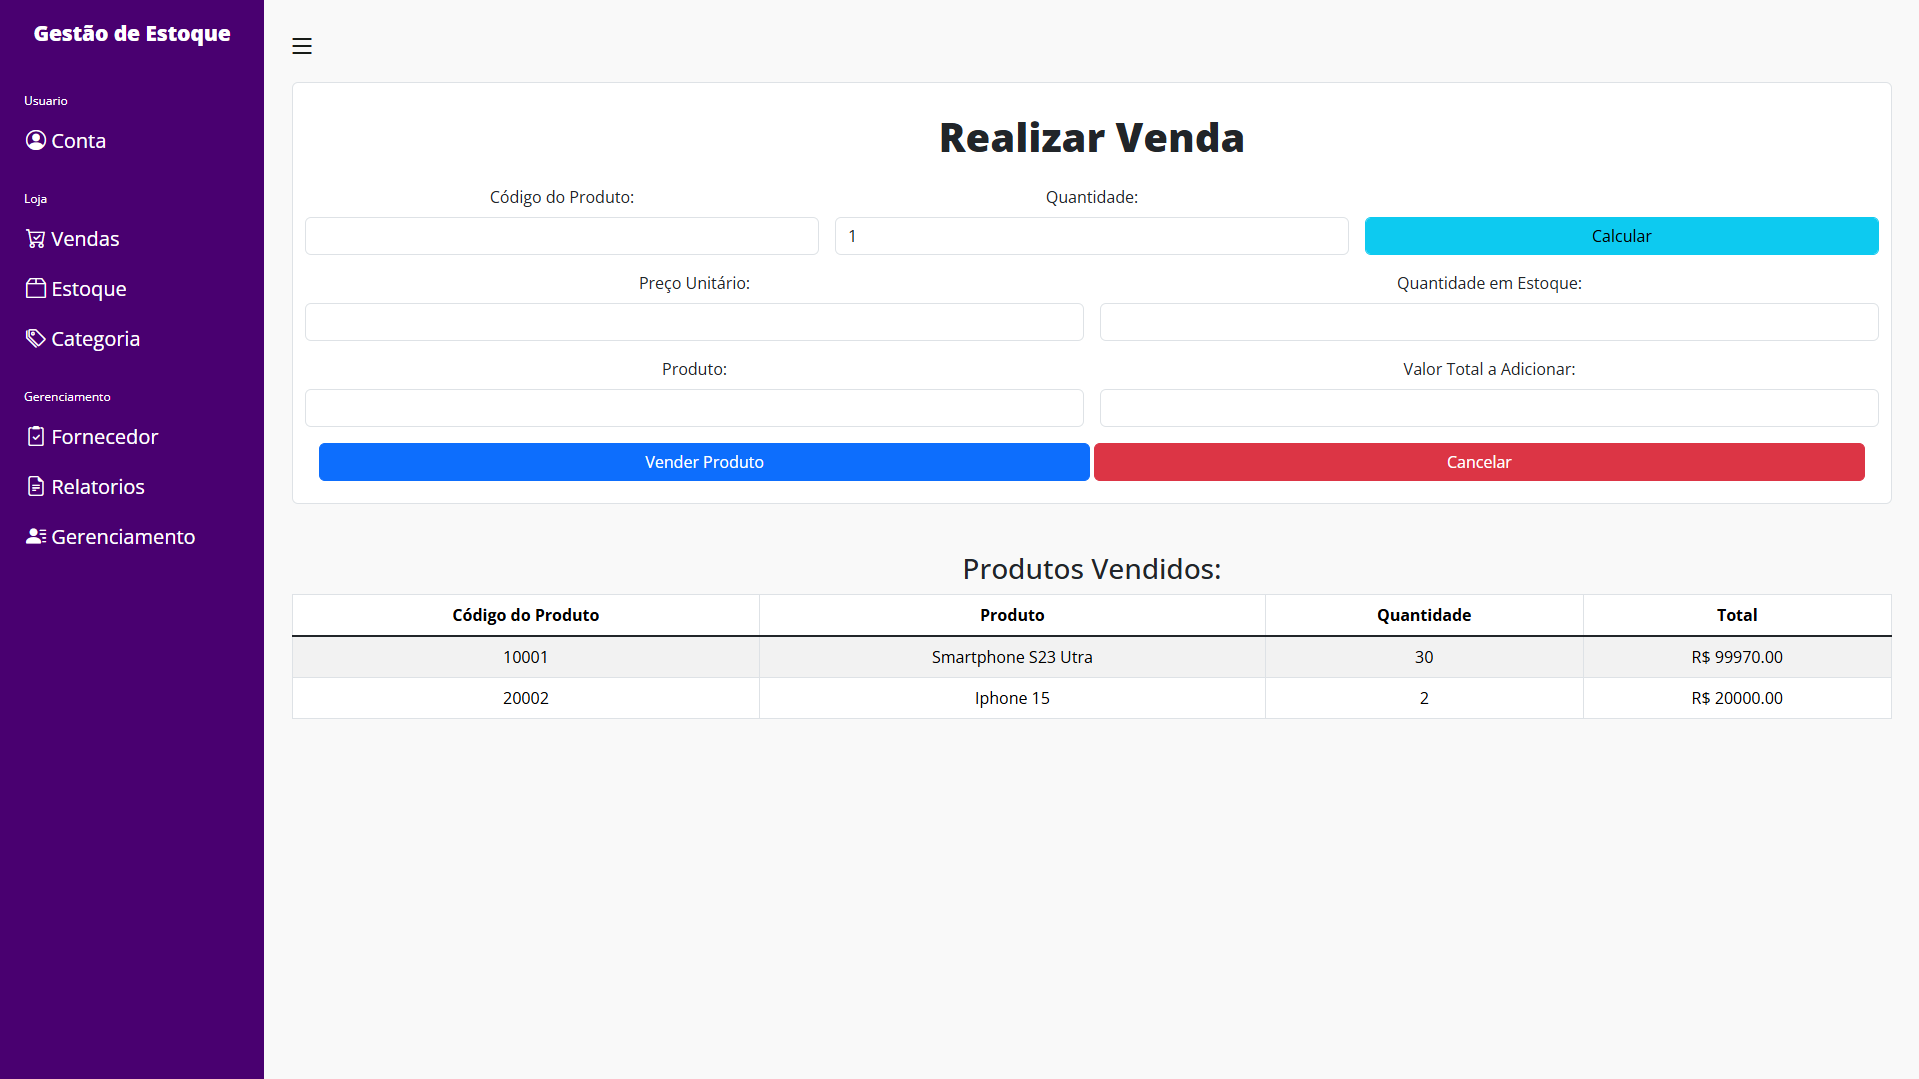 Gestão de Estoque
Usuario
Conta
Loja
Vendas
Estoque
Categoria
Gerenciamento
Fornecedor
Relatorios
Gerenciamento
Realizar Venda
Código do Produto:
Quantidade:
1
Calcular
Preço Unitário:
Quantidade em Estoque:
Produto:
Valor Total a Adicionar:
Vender Produto
Cancelar
Produtos Vendidos:
Código do Produto Produto Quantidade Total
10001 Smartphone S23 Utra 30 R$ 99970.00
20002 Iphone 15 2 R$ 20000.00